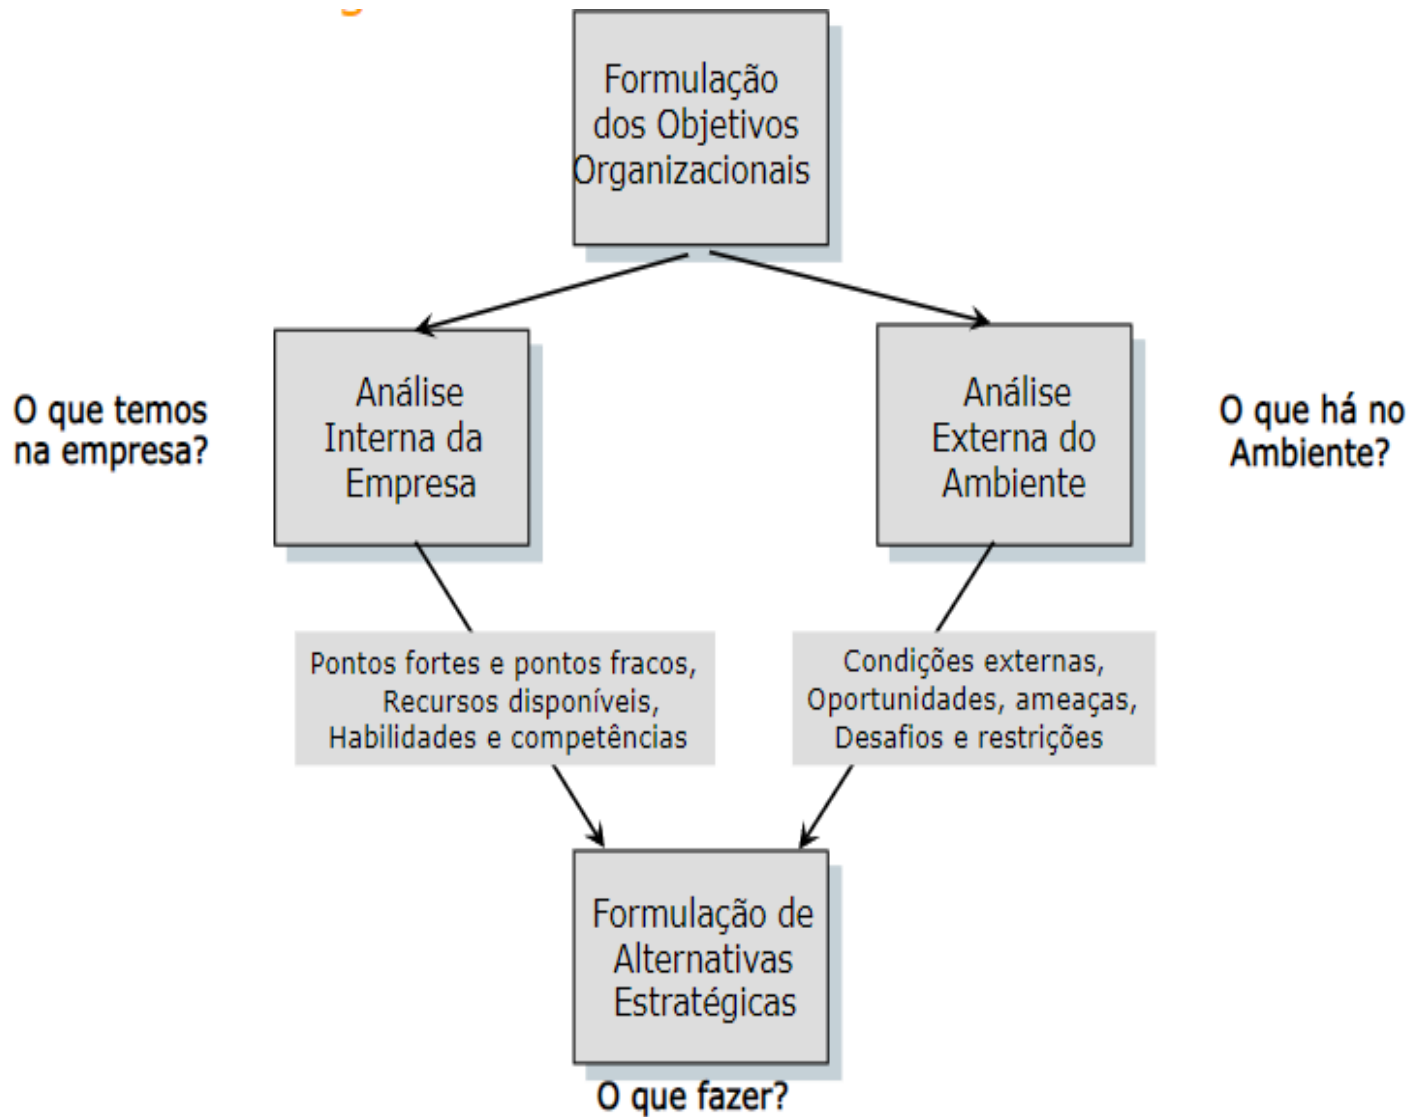 Formulação
dos Objetivos
Organizacionais
O que temos
na empresa?
Análise
Interna da
Empresa
Análise
Externa do
Ambiente
O que há no
Ambiente?
Pontos fortes e pontos fracos,
Recursos disponíveis,
Habilidades e competências
Condições externas,
Oportunidades, ameaças,
Desafios e restrições
Formulação de
Alternativas
Estratégicas
O que fazer?